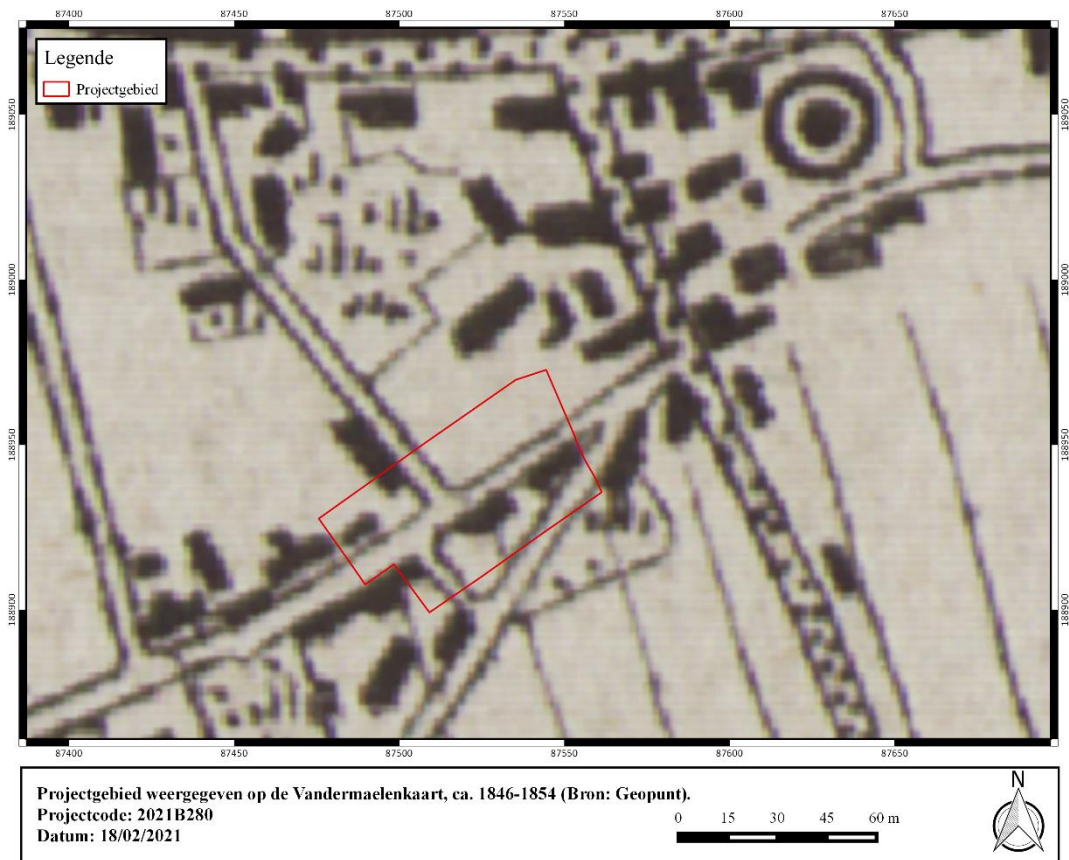 87400 87450 87500 87550 87600 87650
Legende
Projectgebied
189050 189050
189000 189000
188950 188950
188900 188900
87400 87450 87500 87550 87600 87650
Projectgebied weergegeven op de Vandermaelenkaart, ca. 1846-1854 (Bron: Geopunt).
Projectcode: 2021B280
Datum: 18/02/2021
0 15 30 45 60 m
N